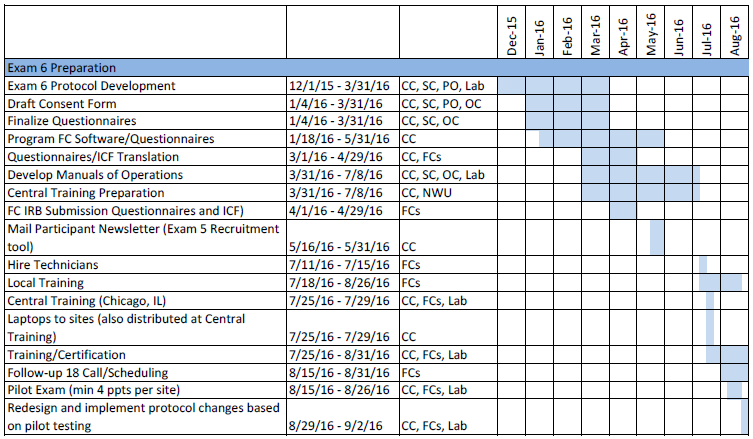 Dec-15 Jan-16 Feb-16 Mar-16 Apr-16 May-16 Jun-16 Jul-16 Aug-16
Exam 6 Preparation
Exam 6 Protocol Development 12/1/15 - 3/31/16 CC, SC, PO, Lab
Draft Consent Form 1/4/16 - 3/31/16 CC, SC, PO, OC
Finalize Questionnaires 1/4/16 - 3/31/16 CC, SC, OC
Program FC Software/Questionnaires 1/18/16 - 5/31/16 CC
Questionnaires/ICF Translation 3/1/16 - 4/29/16 CC, FCs
Develop Manuals of Operations 3/31/16 - 7/8/16 CC, SC, OC, Lab
Central Training Preparation 3/31/16 - 7/8/16 CC, NWU
FC IRB Submission Questionnaires and ICF) 4/1/16 - 4/29/16 FCs
Mail Participant Newsletter (Exam 5 Recruitment
tool) 5/16/16 - 5/31/16 CC
Hire Technicians 7/11/16 - 7/15/16 FCs
Local Training 7/18/16 - 8/26/16 FCs
Central Training (Chicago, IL) 7/25/16 - 7/29/16 CC, FCs, Lab
Laptops to sites (also distributed at Central
Training) 7/25/16 - 7/29/16 CC
Training/Certification 7/25/16 - 8/31/16 CC, FCs, Lab
Follow-up 18 Call/Scheduling 8/15/16 - 8/31/16 FCs
Pilot Exam (min 4 ppts per site) 8/15/16 - 8/26/16 CC, FCs, Lab
Redesign and implement protocol changes based
on pilot testing 8/29/16 - 9/2/16 CC, FCs, Lab